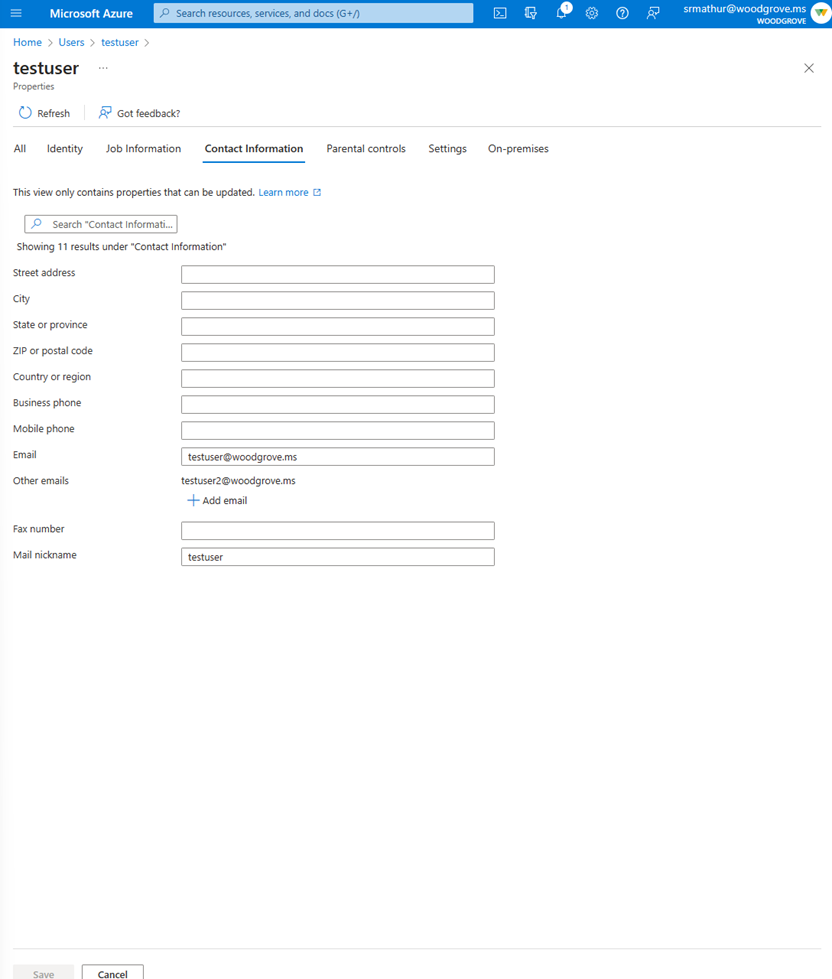 Microsoft Azure
Search resources, services, and docs (G+/)
1
srmathur@woodgrove.ms
WOODGROVE
Home > Users > testuser >
testuser ...
Properties
Refresh
Got feedback?
All Identity Job Information Contact Information Parental controls Settings On-premises
This view only contains properties that can be updated. Learn more
Search "Contact Informati...
Showing 11 results under "Contact Information"
Street address
City
State or province
ZIP or postal code
Country or region
Business phone
Mobile phone
Email testuser@woodgrove.ms
Other emails testuser2@woodgrove.ms
+ Add email
Fax number
Mail nickname testuser
Save Cancel